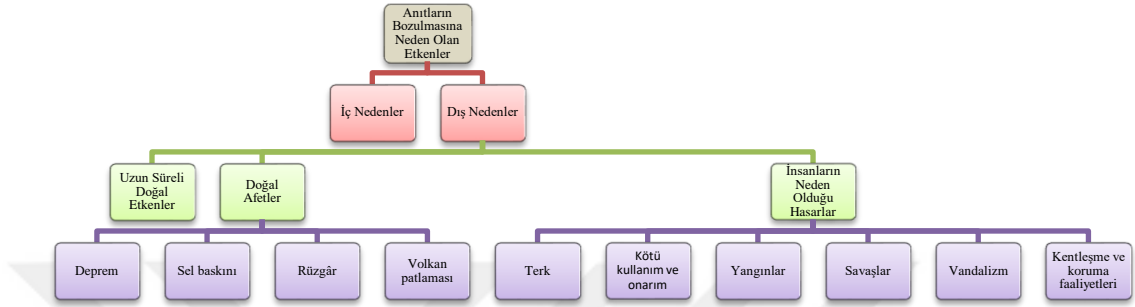 Anıtların
Bozulmasına
Neden Olan
Etkenler
İç Nedenler
Dış Nedenler
Uzun Süreli
Doğal
Etkenler
Doğal
Afetler
İnsanların
Neden
Olduğu
Hasarlar
Deprem
Sel baskını
Rüzgâr
Volkan
patlaması
Terk
Kötü
kullanım ve
onarım
Yangınlar
Savaşlar
Vandalizm
Kentleşme ve
koruma
faaliyetleri